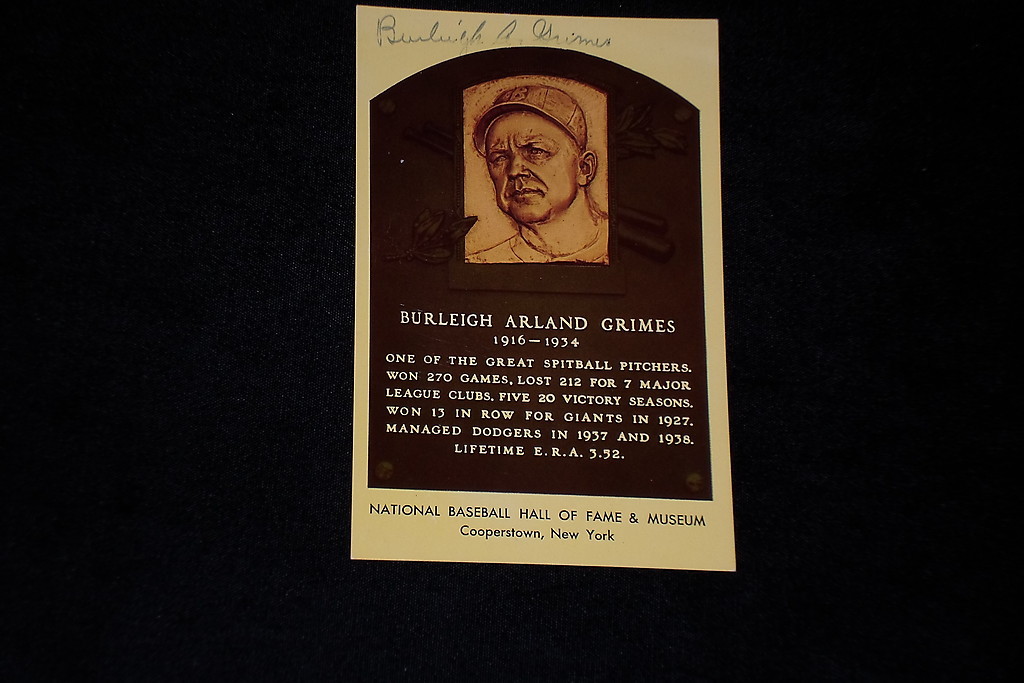 Burleigh A. Grimes
B
BURLEIGH ARLAND GRIMES
1916-1934
ONE OF THE GREAT SPITBALL PITCHERS.
WON 270 GAMES, LOST 212 FOR 7 MAJOR
LEAGUE CLUBS. FIVE 20 VICTORY SEASONS.
WON 13 IN ROW FOR GIANTS IN 1927.
MANAGED DODGERS IN 1937 AND 1938.
LIFETIME E.R.A. 3.52.
NATIONAL BASEBALL HALL OF FAME & MUSEUM
Cooperstown, New York